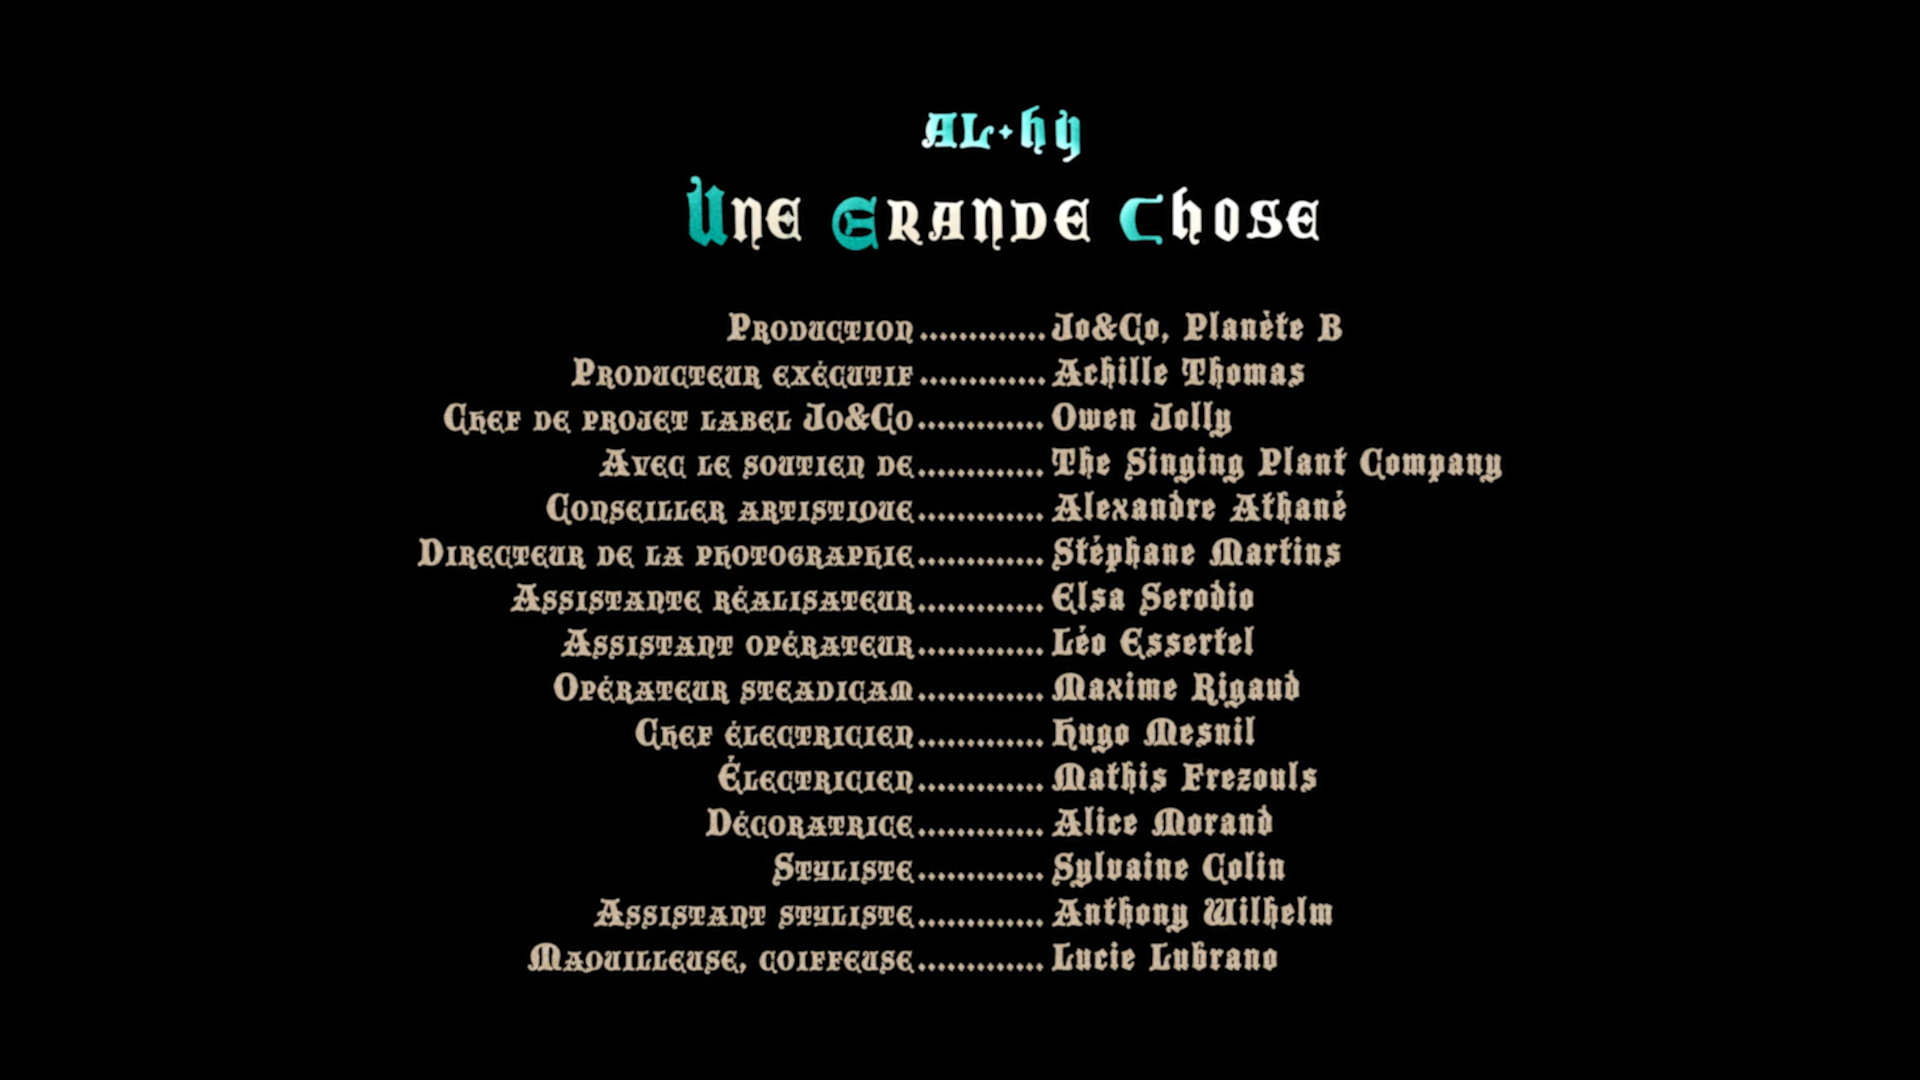 AL·HY
Une Grande Chose
Production ............. Jo&Co, Planète B
Producteur exécutif ............. Achille Thomas
Chef de projet label Jo&Co ............. Owen Jolly
Avec le soutien de ............. The Singing Plant Company
Conseiller artistique ............. Alexandre Athané
Directeur de la photographie ............. Stéphane Martins
Assistante réalisateur ............. Elsa Serodio
Assistant opérateur ............. Léo Essertel
Opérateur steadicam ............. Maxime Rigaud
Chef électricien ............. Hugo Mesnil
Électricien ............. Mathis Frezouls
Décoratrice ............. Alice Morand
Styliste ............. Sylvaine Colin
Assistant styliste ............. Anthony Wilhelm
Maquilleuse, coiffeuse ............. Lucie Lubrano